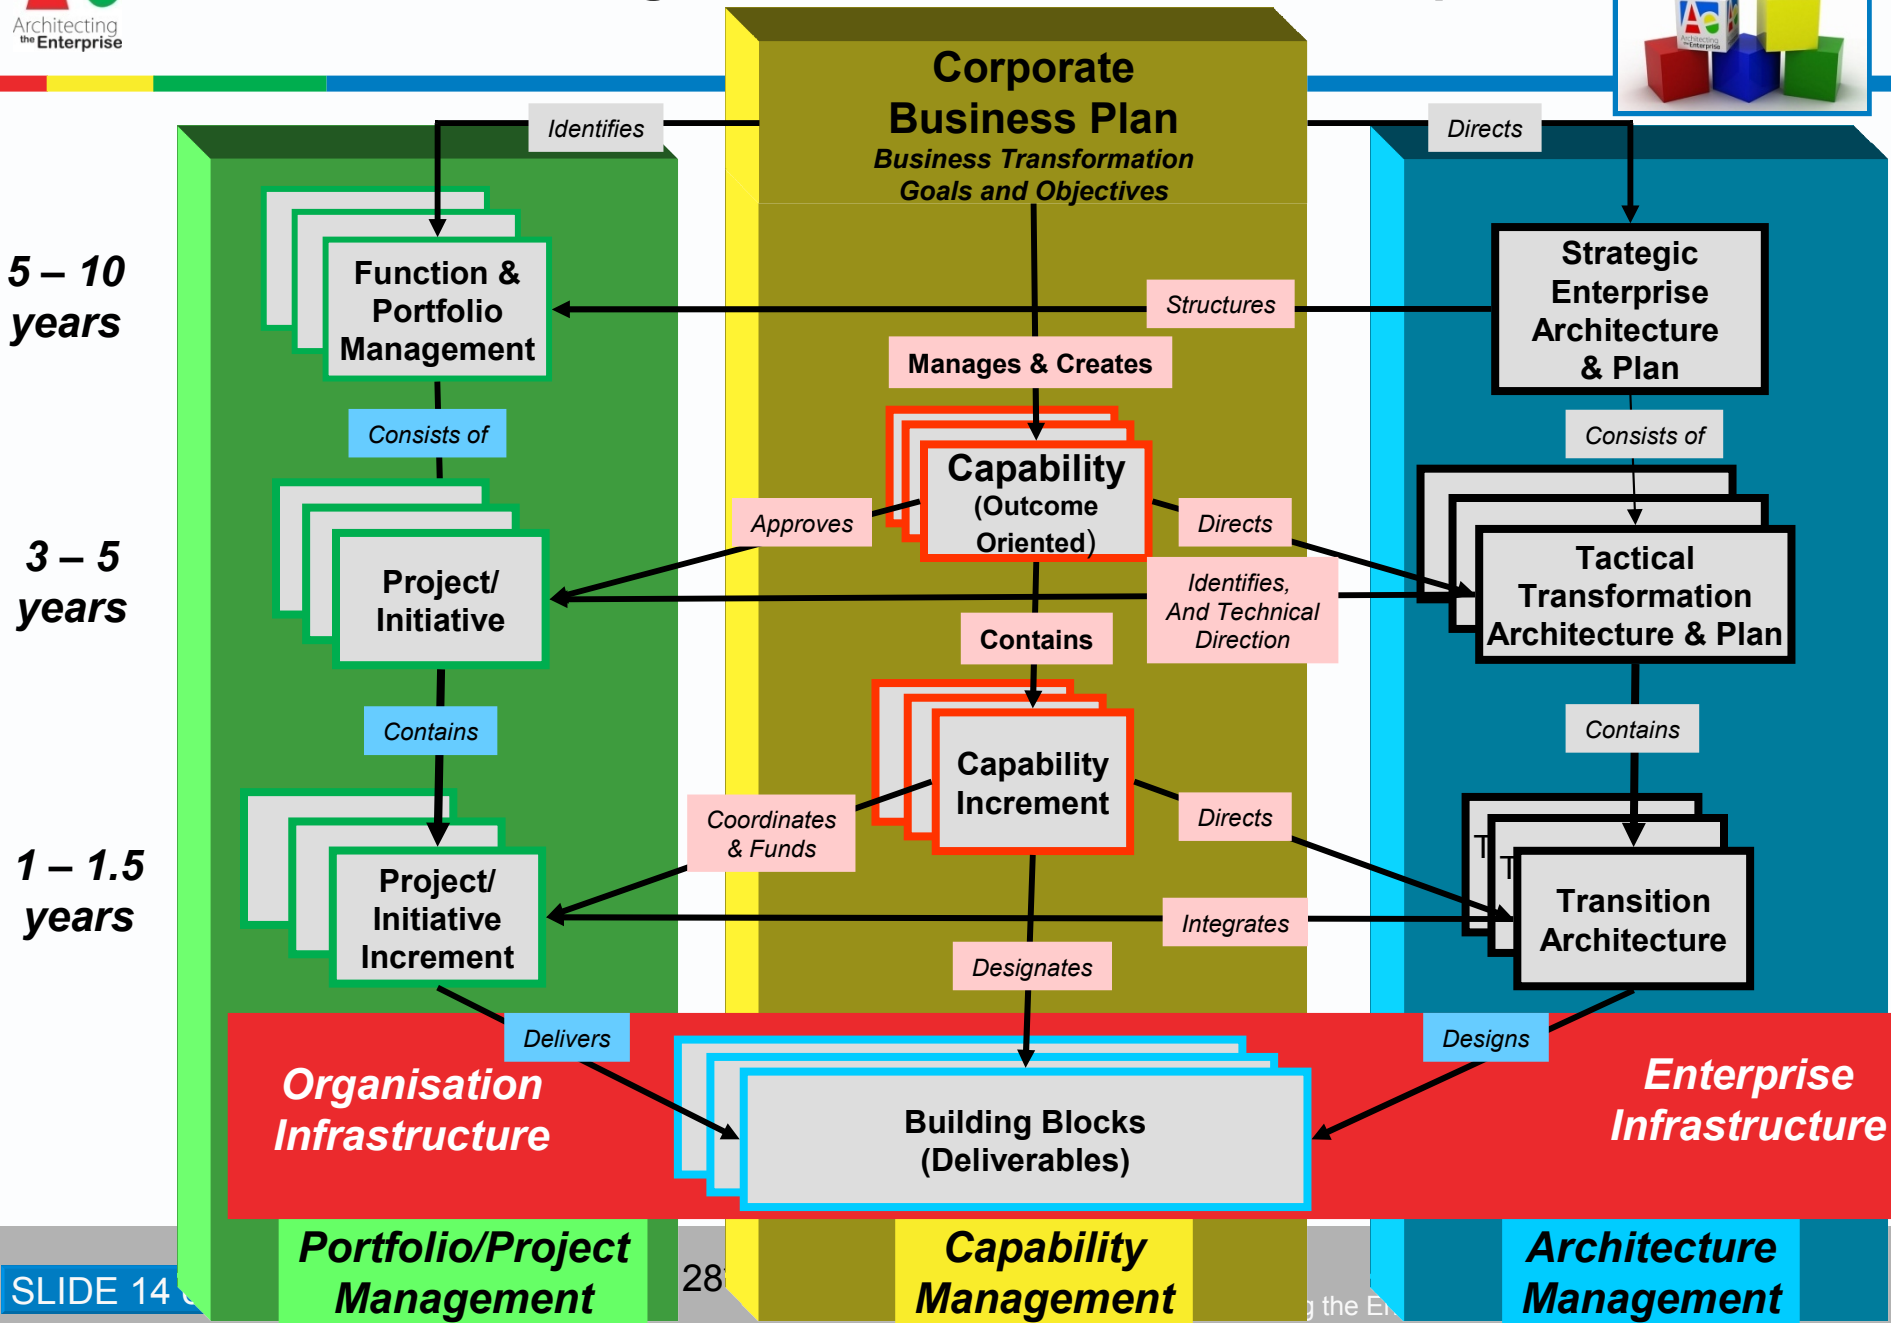 Architecting
the Enterprise
Corporate
Business Plan
Business Transformation
Goals and Objectives
Identifies
Directs
5 – 10
years
Function &
Portfolio
Management
Structures
Strategic
Enterprise
Architecture
& Plan
Manages & Creates
Consists of
Consists of
Capability
(Outcome
Oriented)
Approves
Directs
3 – 5
years
Project/
Initiative
Identifies,
And Technical
Direction
Tactical
Transformation
Architecture & Plan
Contains
Contains
Contains
Capability
Increment
Coordinates
& Funds
Directs
1 – 1.5
years
Project/
Initiative
Increment
T
T
Transition
Architecture
Integrates
Designates
Delivers
Designs
Organisation
Infrastructure
Building Blocks
(Deliverables)
Enterprise
Infrastructure
SLIDE 14
Portfolio/Project
Management
28
Capability
Management
the
Architecture
Management